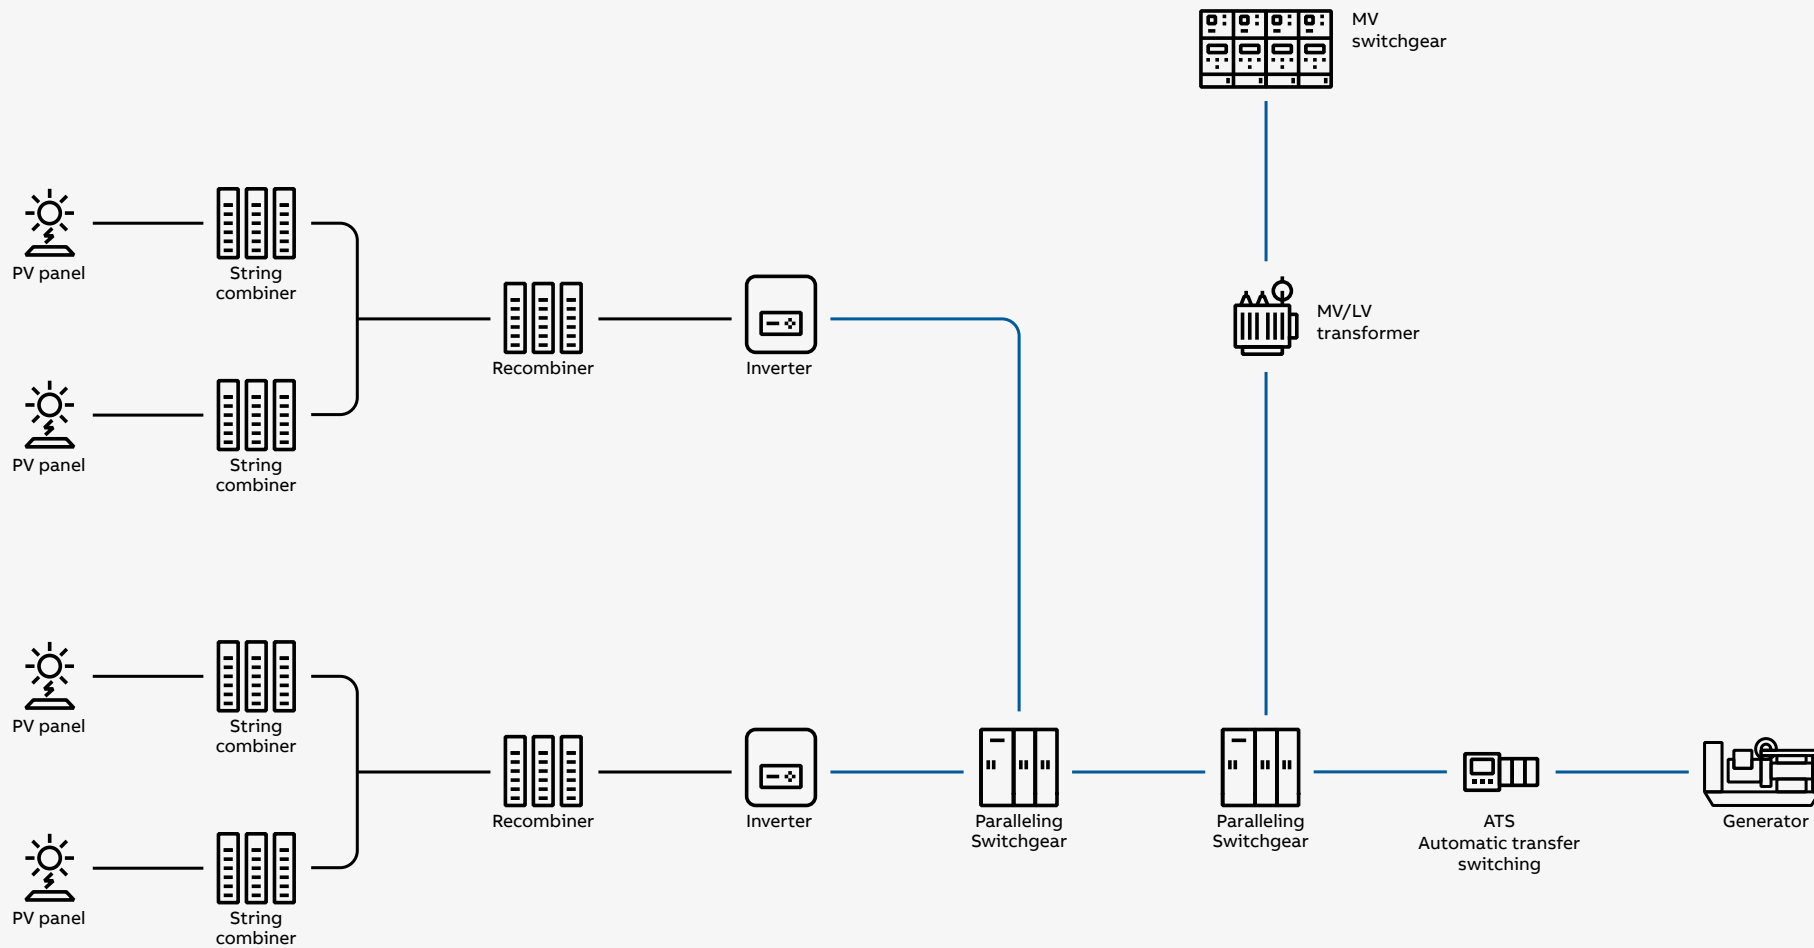 MV
switchgear
PV panel
String
combiner
MV/LV
transformer
Recombiner
Inverter
PV panel
String
combiner
PV panel
String
combiner
Recombiner
Inverter
Paralleling
Switchgear
Paralleling
Switchgear
ATS
Automatic transfer
switching
Generator
PV panel
String
combiner